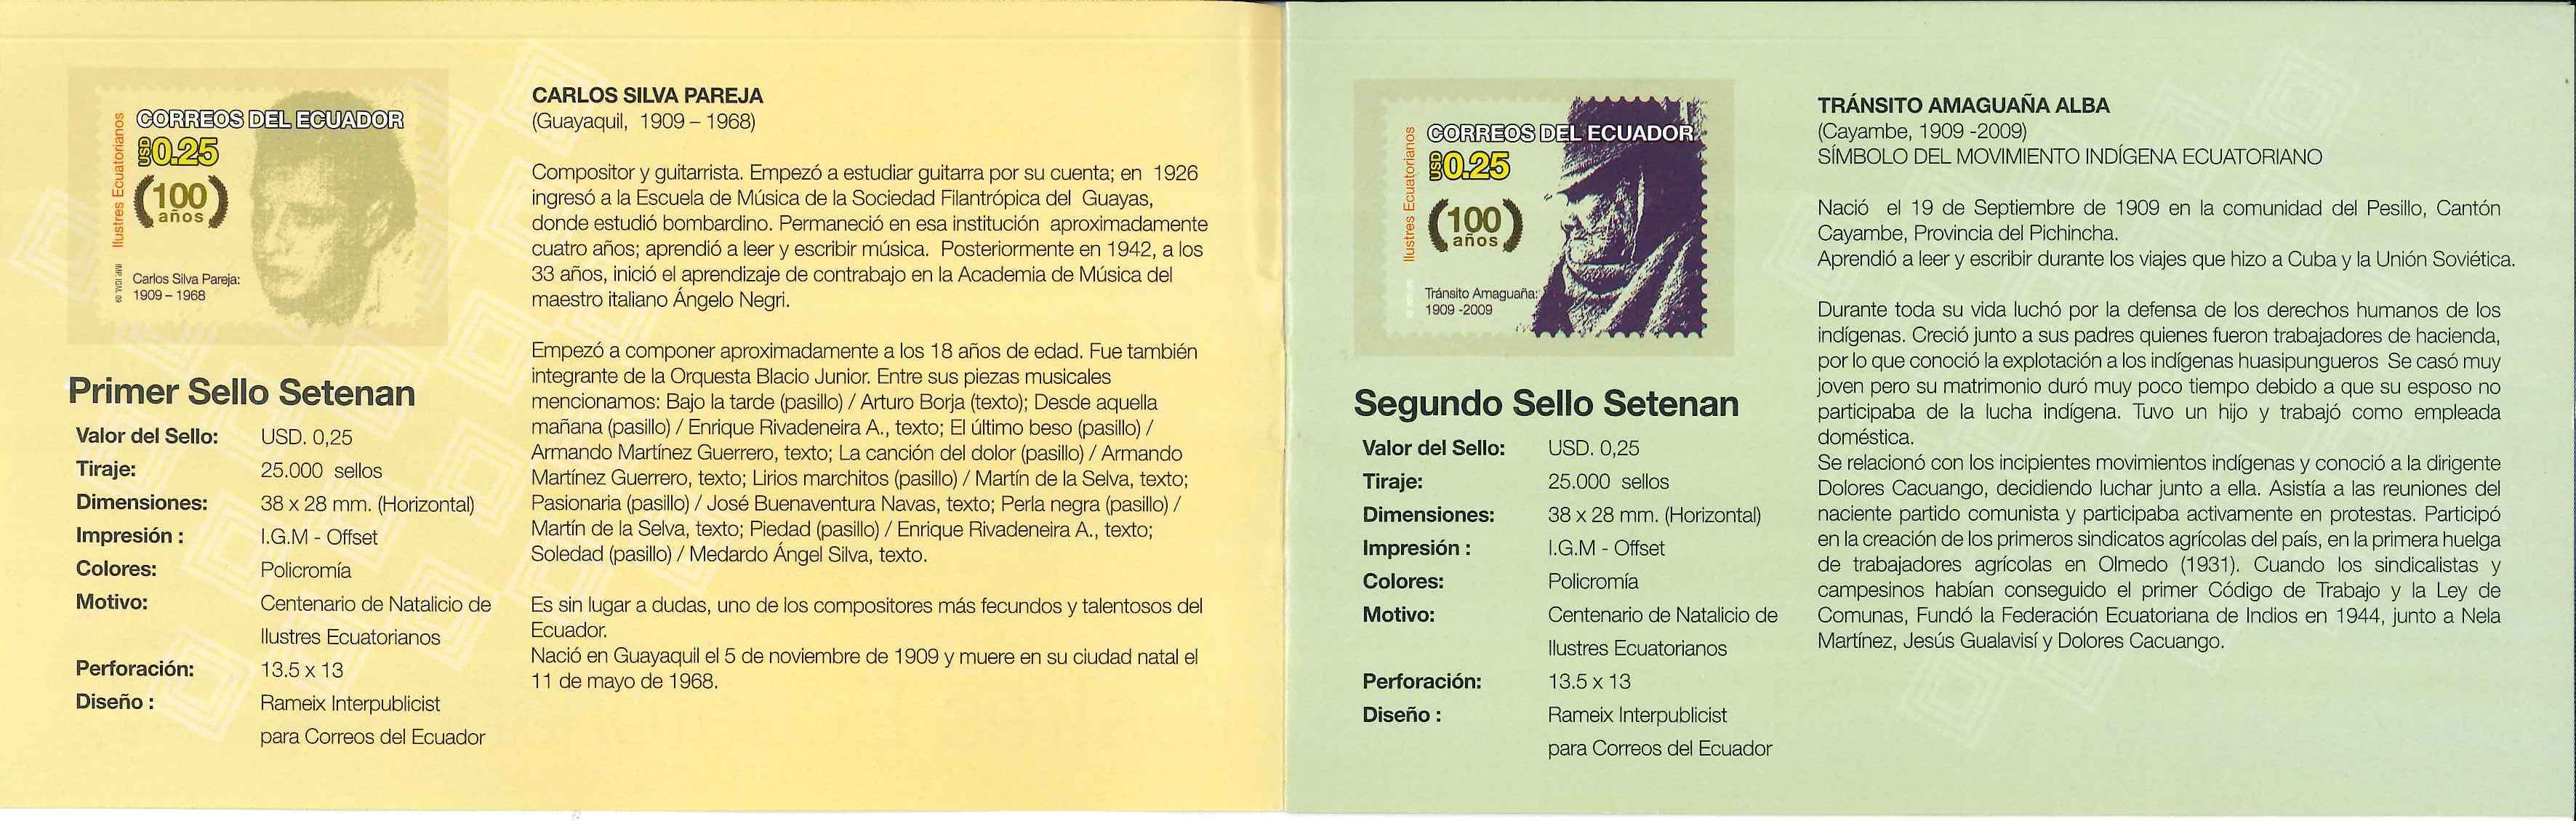 CORREOS DEL ECUADOR
USD 0.25
Ilustres Ecuatorianos
(100
años)
IMP. IGM. 09
Carlos Silva Pareja:
1909 – 1968
Primer Sello Setenan
Valor del Sello: USD. 0,25
Tiraje: 25.000 sellos
Dimensiones: 38 x 28 mm. (Horizontal)
Impresión : I.G.M - Offset
Colores: Policromía
Motivo: Centenario de Natalicio de
Ilustres Ecuatorianos
Perforación: 13.5 x 13
Diseño : Rameix Interpublicist
para Correos del Ecuador
CARLOS SILVA PAREJA
(Guayaquil, 1909 – 1968)
Compositor y guitarrista. Empezó a estudiar guitarra por su cuenta; en 1926
ingresó a la Escuela de Música de la Sociedad Filantrópica del Guayas,
donde estudió bombardino. Permaneció en esa institución aproximadamente
cuatro años; aprendió a leer y escribir música. Posteriormente en 1942, a los
33 años, inició el aprendizaje de contrabajo en la Academia de Música del
maestro italiano Ángelo Negri.
Empezó a componer aproximadamente a los 18 años de edad. Fue también
integrante de la Orquesta Blacio Junior. Entre sus piezas musicales
mencionamos: Bajo la tarde (pasillo) / Arturo Borja (texto); Desde aquella
mañana (pasillo) / Enrique Rivadeneira A., texto; El último beso (pasillo) /
Armando Martínez Guerrero, texto; La canción del dolor (pasillo) / Armando
Martínez Guerrero, texto; Lirios marchitos (pasillo) / Martín de la Selva, texto;
Pasionaria (pasillo) / José Buenaventura Navas, texto; Perla negra (pasillo) /
Martín de la Selva, texto; Piedad (pasillo) / Enrique Rivadeneira A., texto;
Soledad (pasillo) / Medardo Ángel Silva, texto.
Es sin lugar a dudas, uno de los compositores más fecundos y talentosos del
Ecuador.
Nació en Guayaquil el 5 de noviembre de 1909 y muere en su ciudad natal el
11 de mayo de 1968.
CORREOS DEL ECUADOR
USD 0.25
Ilustres Ecuatorianos
(100
años)
Tránsito Amaguaña:
1909 -2009
Segundo Sello Setenan
Valor del Sello: USD. 0,25
Tiraje: 25.000 sellos
Dimensiones: 38 x 28 mm. (Horizontal)
Impresión : I.G.M - Offset
Colores: Policromía
Motivo: Centenario de Natalicio de
Ilustres Ecuatorianos
Perforación: 13.5 x 13
Diseño : Rameix Interpublicist
para Correos del Ecuador
TRÁNSITO AMAGUAÑA ALBA
(Cayambe, 1909 -2009)
SÍMBOLO DEL MOVIMIENTO INDÍGENA ECUATORIANO
Nació el 19 de Septiembre de 1909 en la comunidad del Pesillo, Cantón
Cayambe, Provincia del Pichincha.
Aprendió a leer y escribir durante los viajes que hizo a Cuba y la Unión Soviética.
Durante toda su vida luchó por la defensa de los derechos humanos de los
indígenas. Creció junto a sus padres quienes fueron trabajadores de hacienda,
por lo que conoció la explotación a los indígenas huasipungueros Se casó muy
joven pero su matrimonio duró muy poco tiempo debido a que su esposo no
participaba de la lucha indígena. Tuvo un hijo y trabajó como empleada
doméstica.
Se relacionó con los incipientes movimientos indígenas y conoció a la dirigente
Dolores Cacuango, decidiendo luchar junto a ella. Asistía a las reuniones del
naciente partido comunista y participaba activamente en protestas. Participó
en la creación de los primeros sindicatos agrícolas del país, en la primera huelga
de trabajadores agrícolas en Olmedo (1931). Cuando los sindicalistas y
campesinos habían conseguido el primer Código de Trabajo y la Ley de
Comunas, Fundó la Federación Ecuatoriana de Indios en 1944, junto a Nela
Martínez, Jesús Gualavisí y Dolores Cacuango.